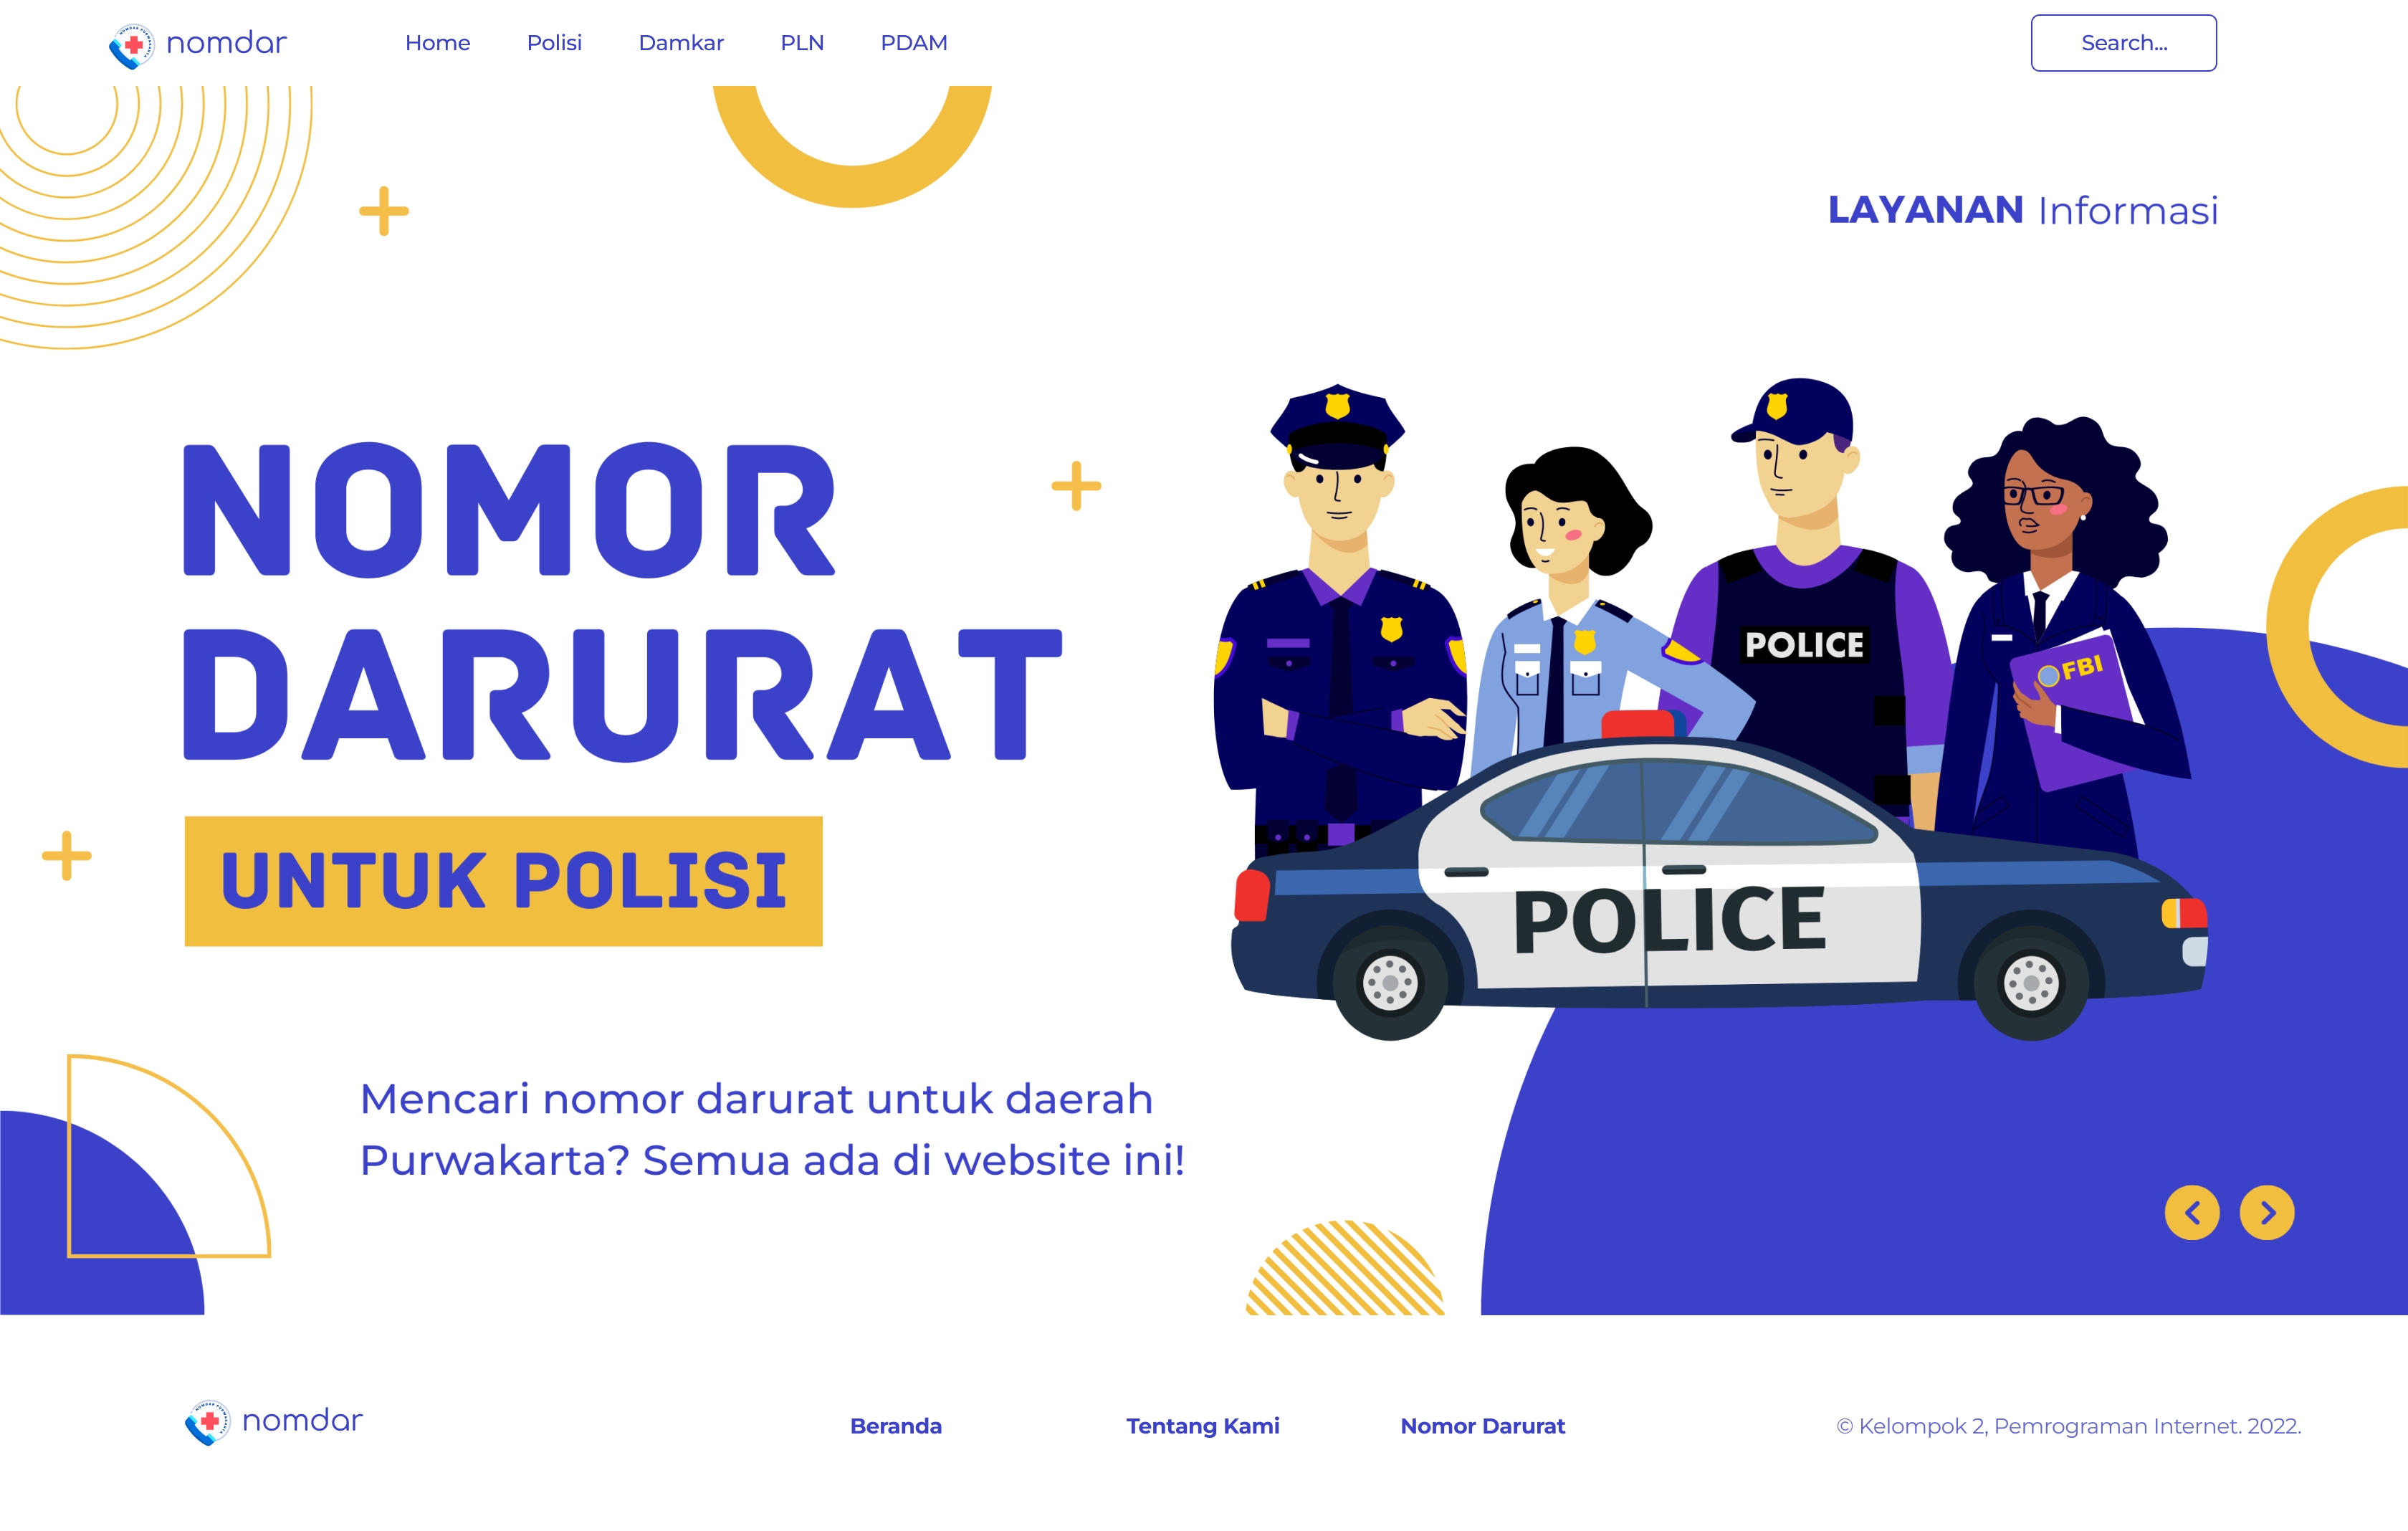 nomdar
Home Polisi Damkar PLN PDAM
Search...
LAYANAN Informasi
NOMOR
DARURAT
UNTUK POLISI
POLICE
FBI
POLICE
Mencari nomor darurat untuk daerah
Purwakarta? Semua ada di website ini!
nomdar
Beranda
Tentang Kami
Nomor Darurat
© Kelompok 2, Pemrograman Internet. 2022.